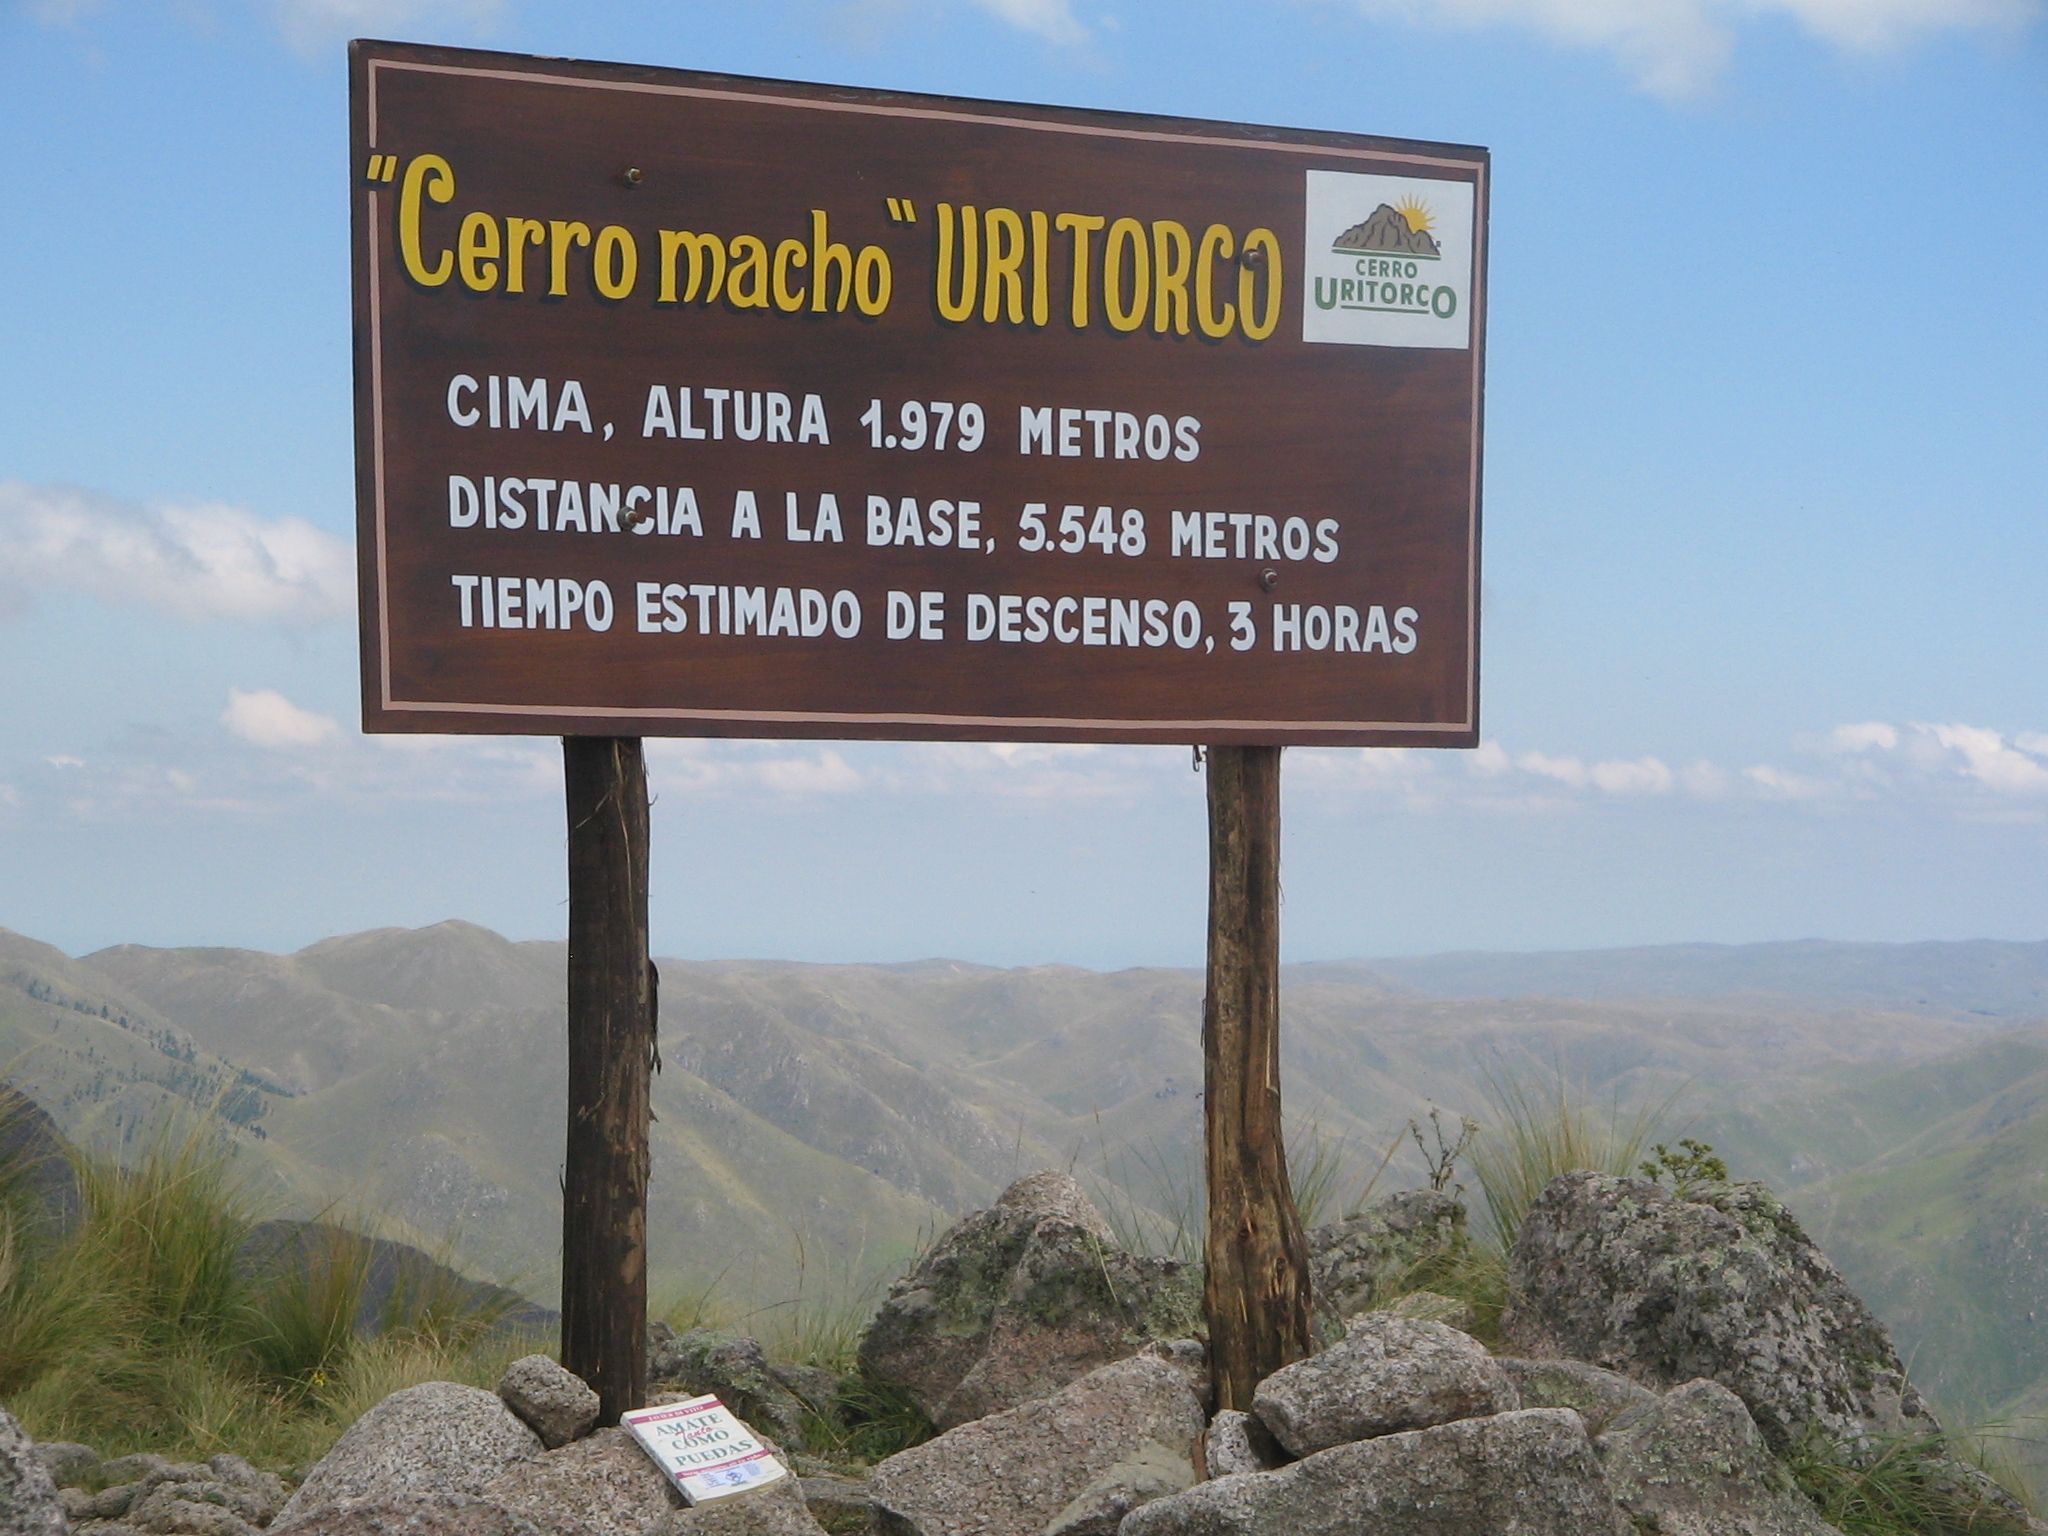 "Cerro macho" URITORCO
CERRO
URITORCO
CIMA, ALTURA 1.979 METROS
DISTANCIA A LA BASE, 5.548 METROS
TIEMPO ESTIMADO DE DESCENSO, 3 HORAS
AMATE
tanto
COMO
PUEDAS